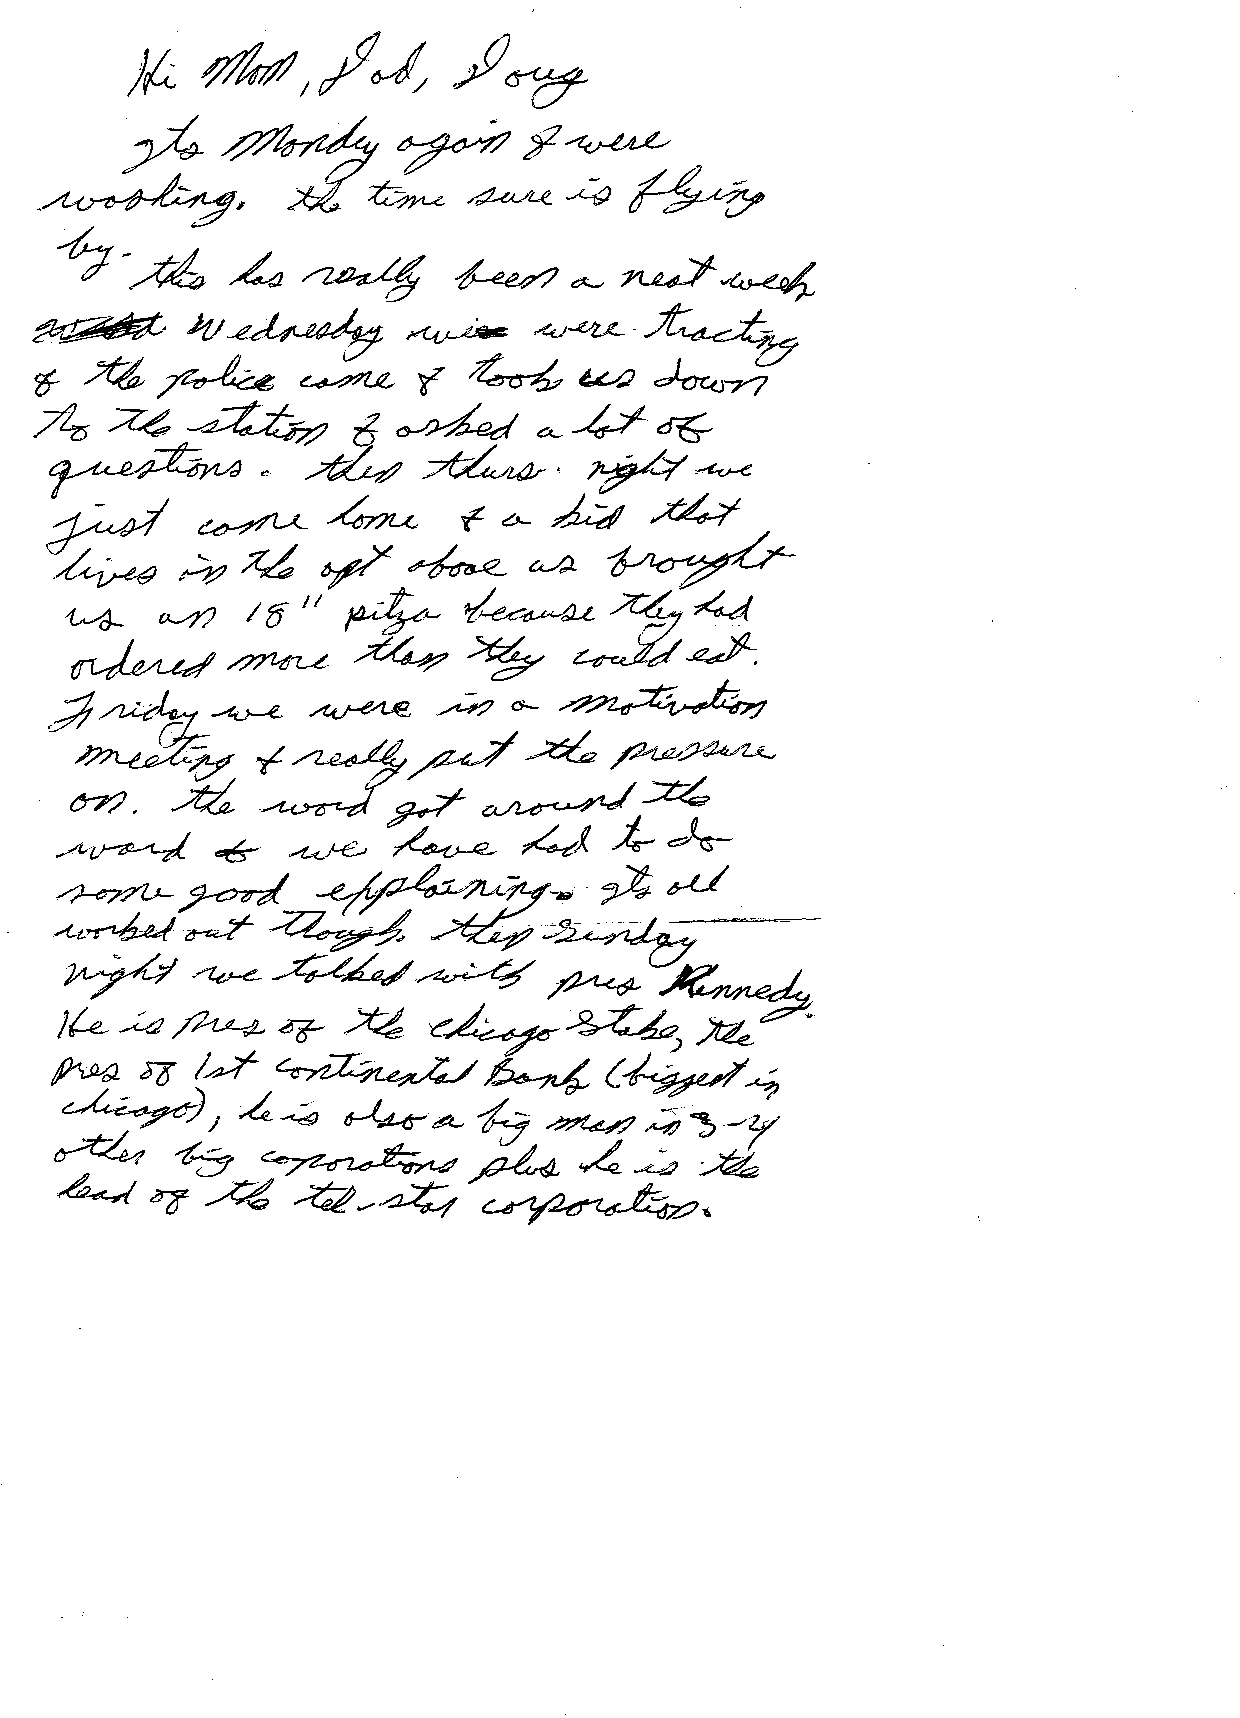 Hi Mom, Dad, Doug
Its Monday again & were
washing. the time sure is flying
by.
this has really been a neat week
Wednesday we were tracting
& the police came & took us down
to the station & asked a lot of
questions. then thurs. night we
just came home & a kid that
lives in the apt above us brought
us an 18" pitza because they had
ordered more than they could eat.
Friday we were in a motivation
meeting & really put the pressure
on. the word got around the
ward & we have had to do
some good epplaining. Its all
worked out though. then Sunday
night we talked with pres Kennedy.
He is pres of the Chicago Stake, the
pres of 1st Continental Bank (biggest in
chicago), he is also a big man in 3-4
other big coporations plus he is the
head of the tel-star corporation.